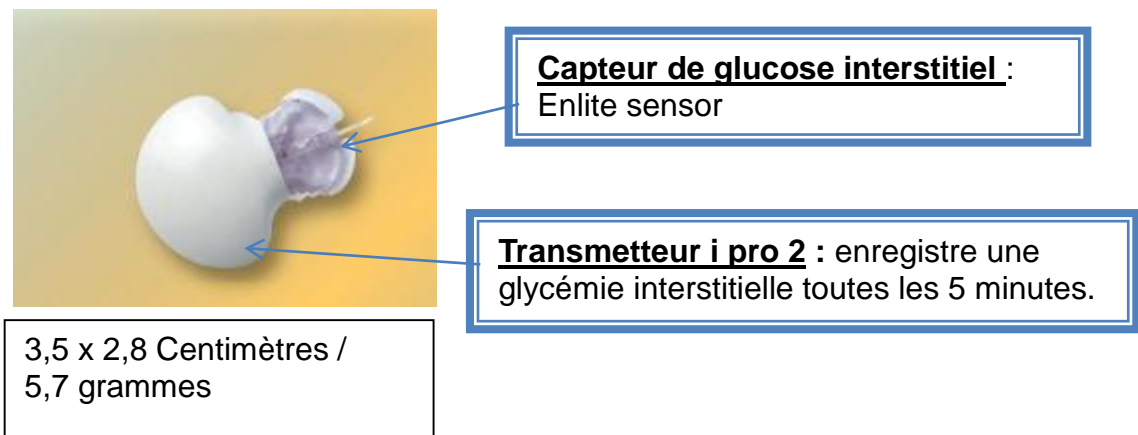 Capteur de glucose interstitiel :
Enlite sensor
Transmetteur i pro 2 : enregistre une
glycémie interstitielle toutes les 5 minutes.
3,5 x 2,8 Centimètres /
5,7 grammes